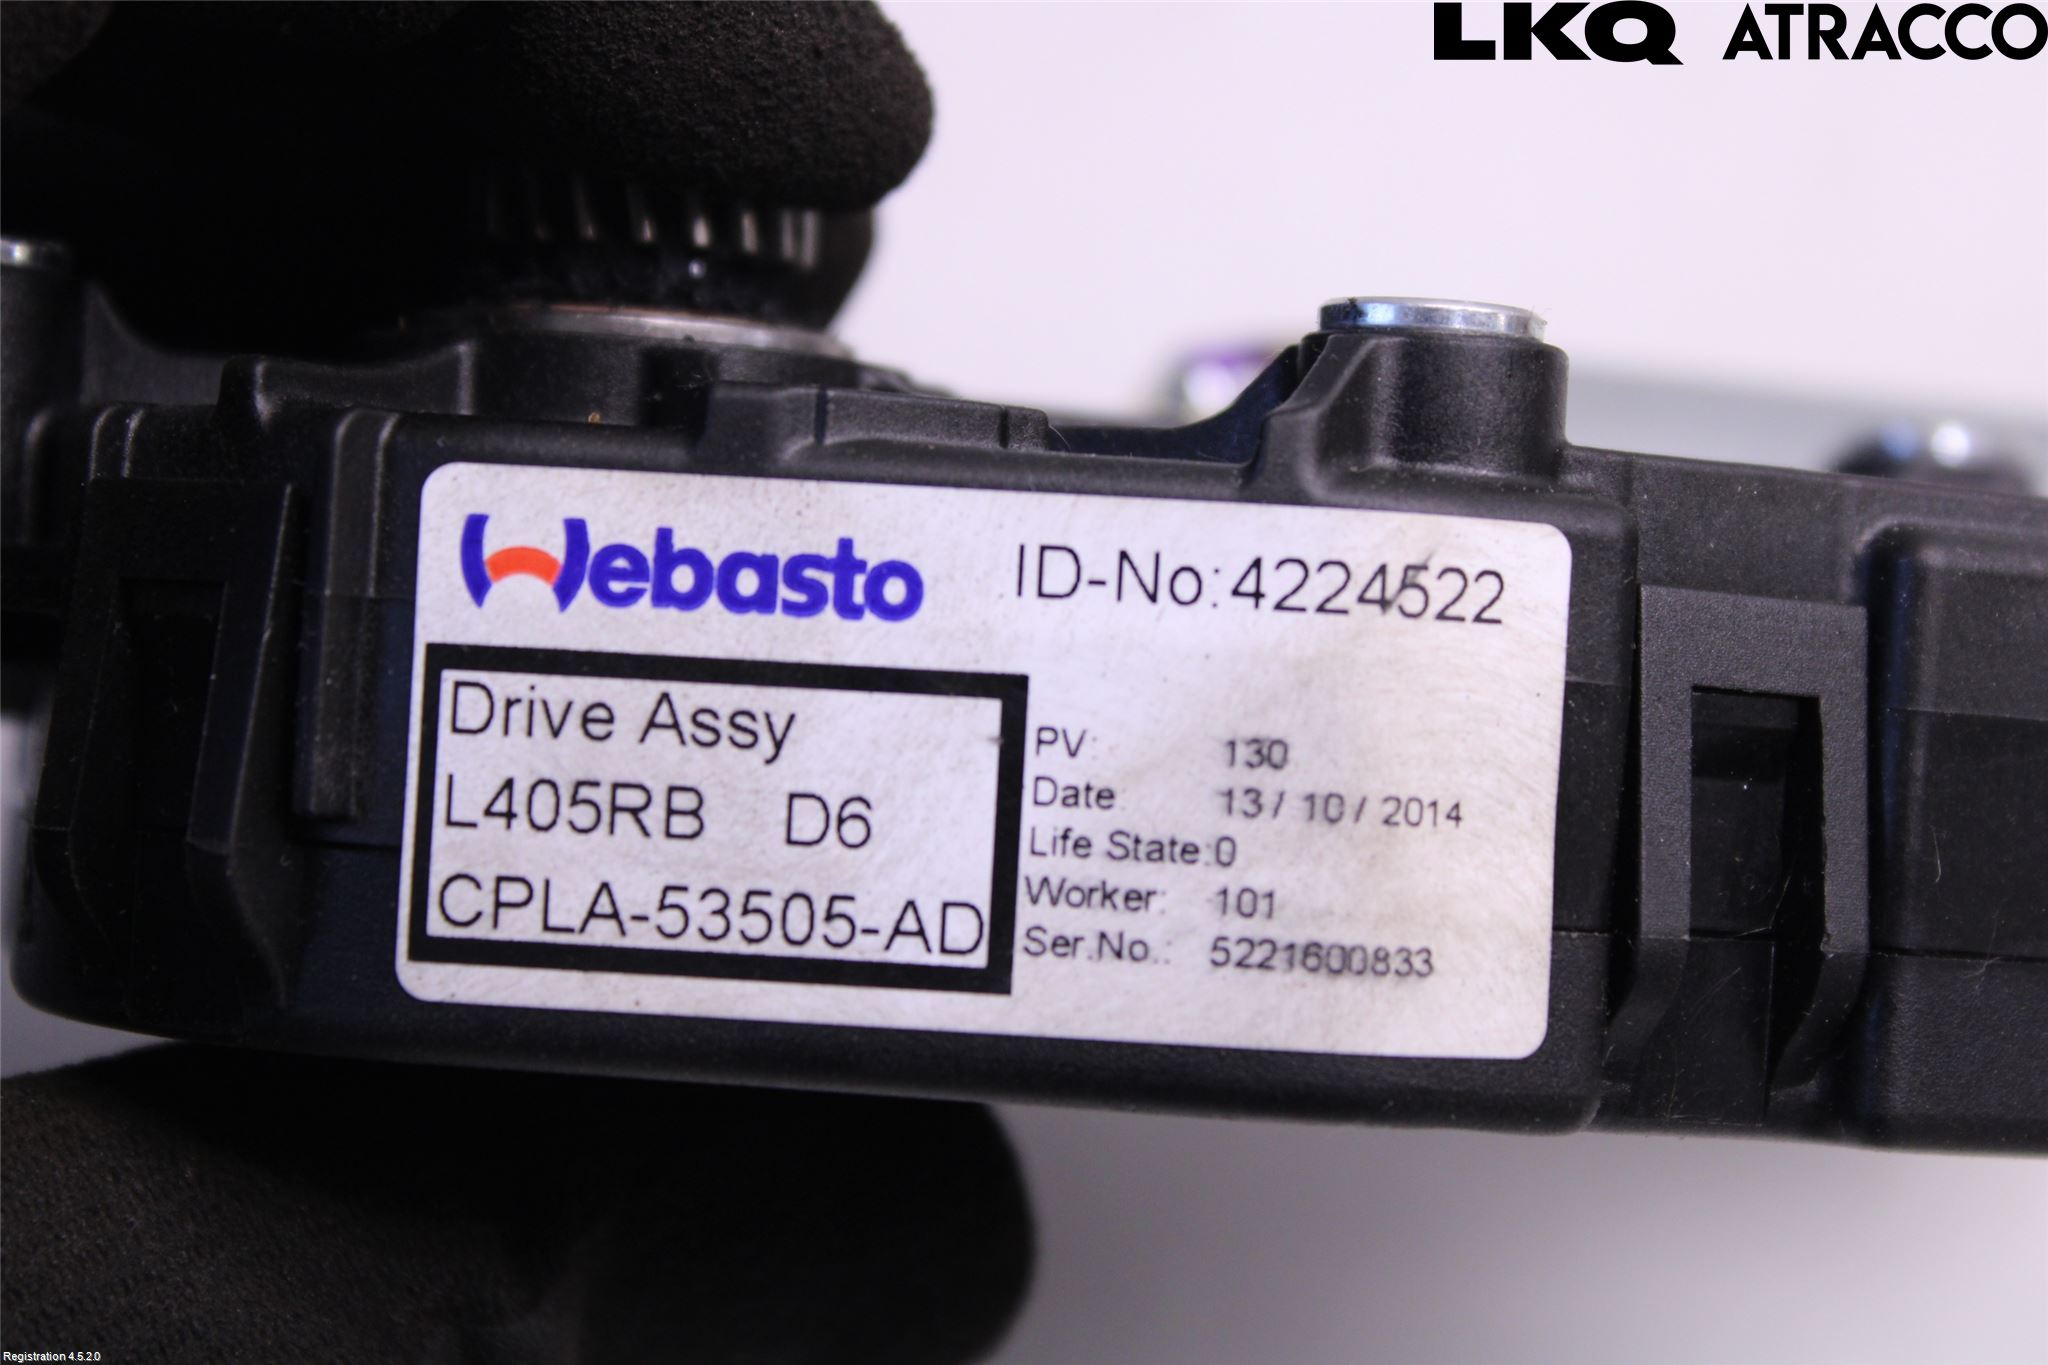 LKQ ATRACCO
Webasto ID-No:4224522
Drive Assy
L405RB D6
CPLA-53505-AD
PV: 130
Date: 13/10/2014
Life State:0
Worker: 101
Ser.No.: 5221600833
Registration 4.5.2.0